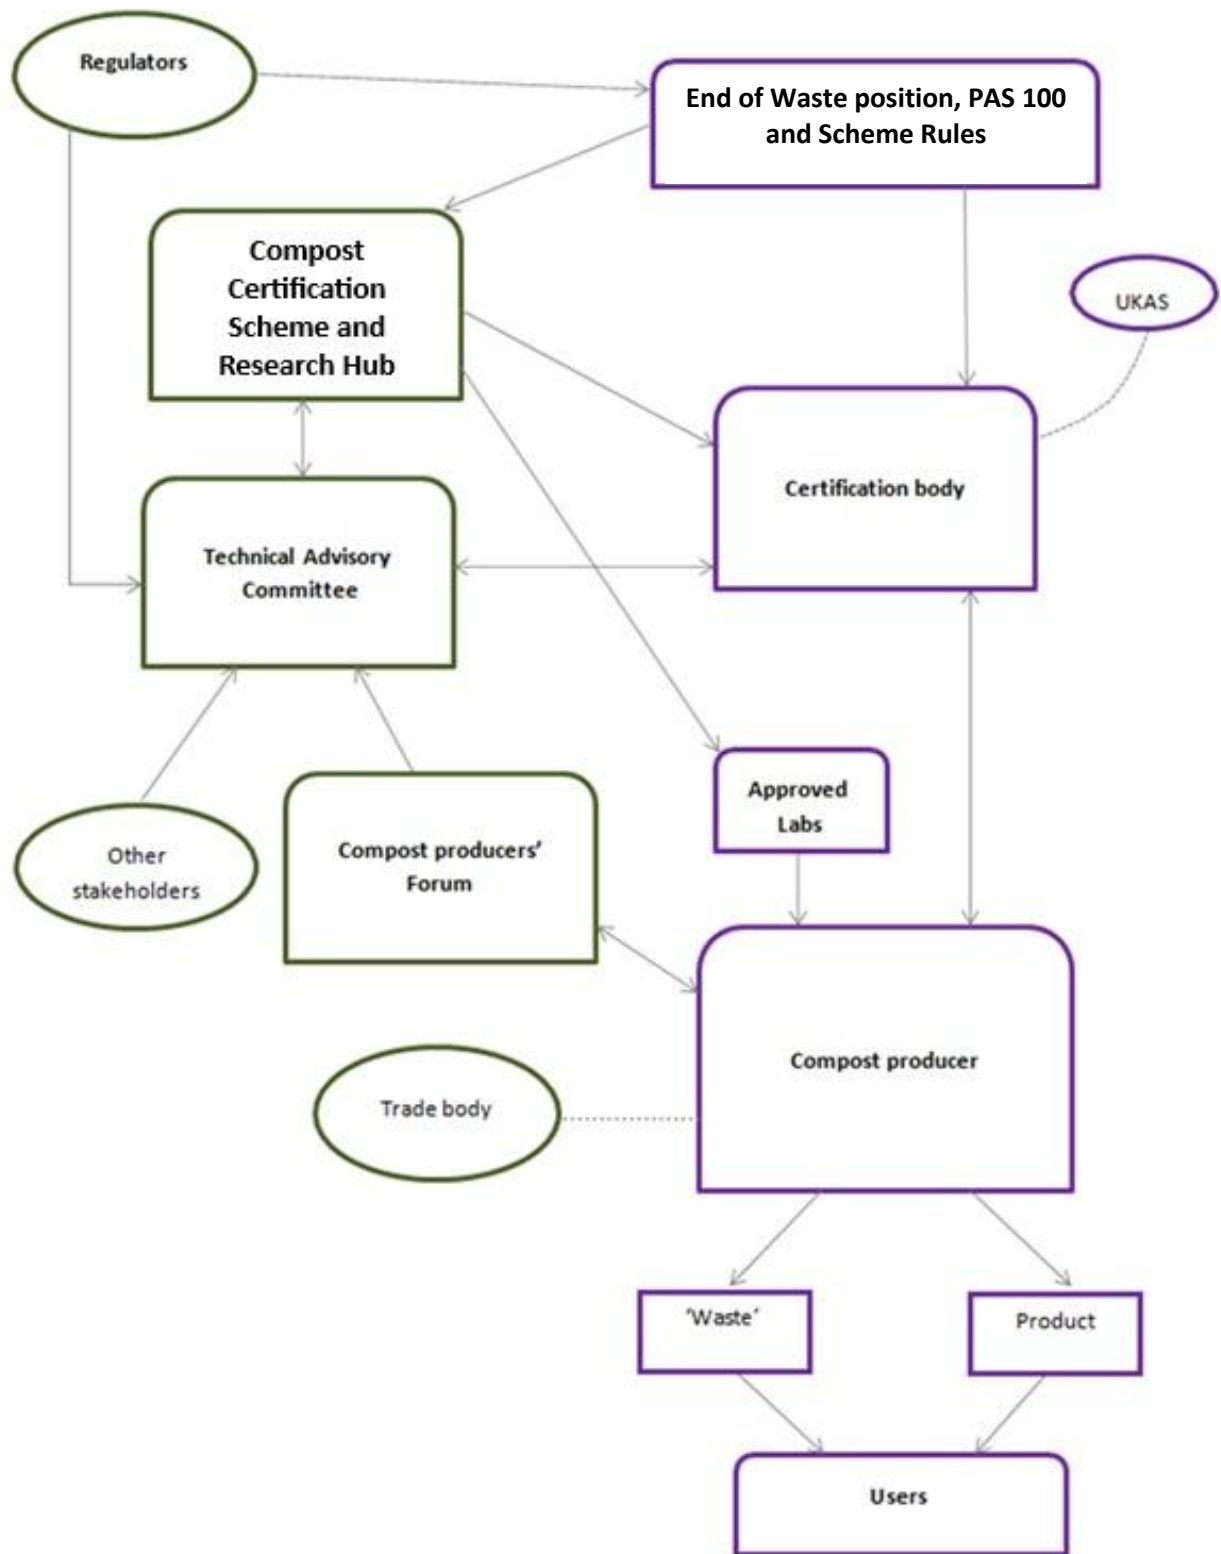 Regulators
End of Waste position, PAS 100
and Scheme Rules
Compost
Certification
Scheme and
Research Hub
UKAS
Certification body
Technical Advisory
Committee
Approved
Labs
Other
stakeholders
Compost producers’
Forum
Compost producer
Trade body
‘Waste’
Product
Users